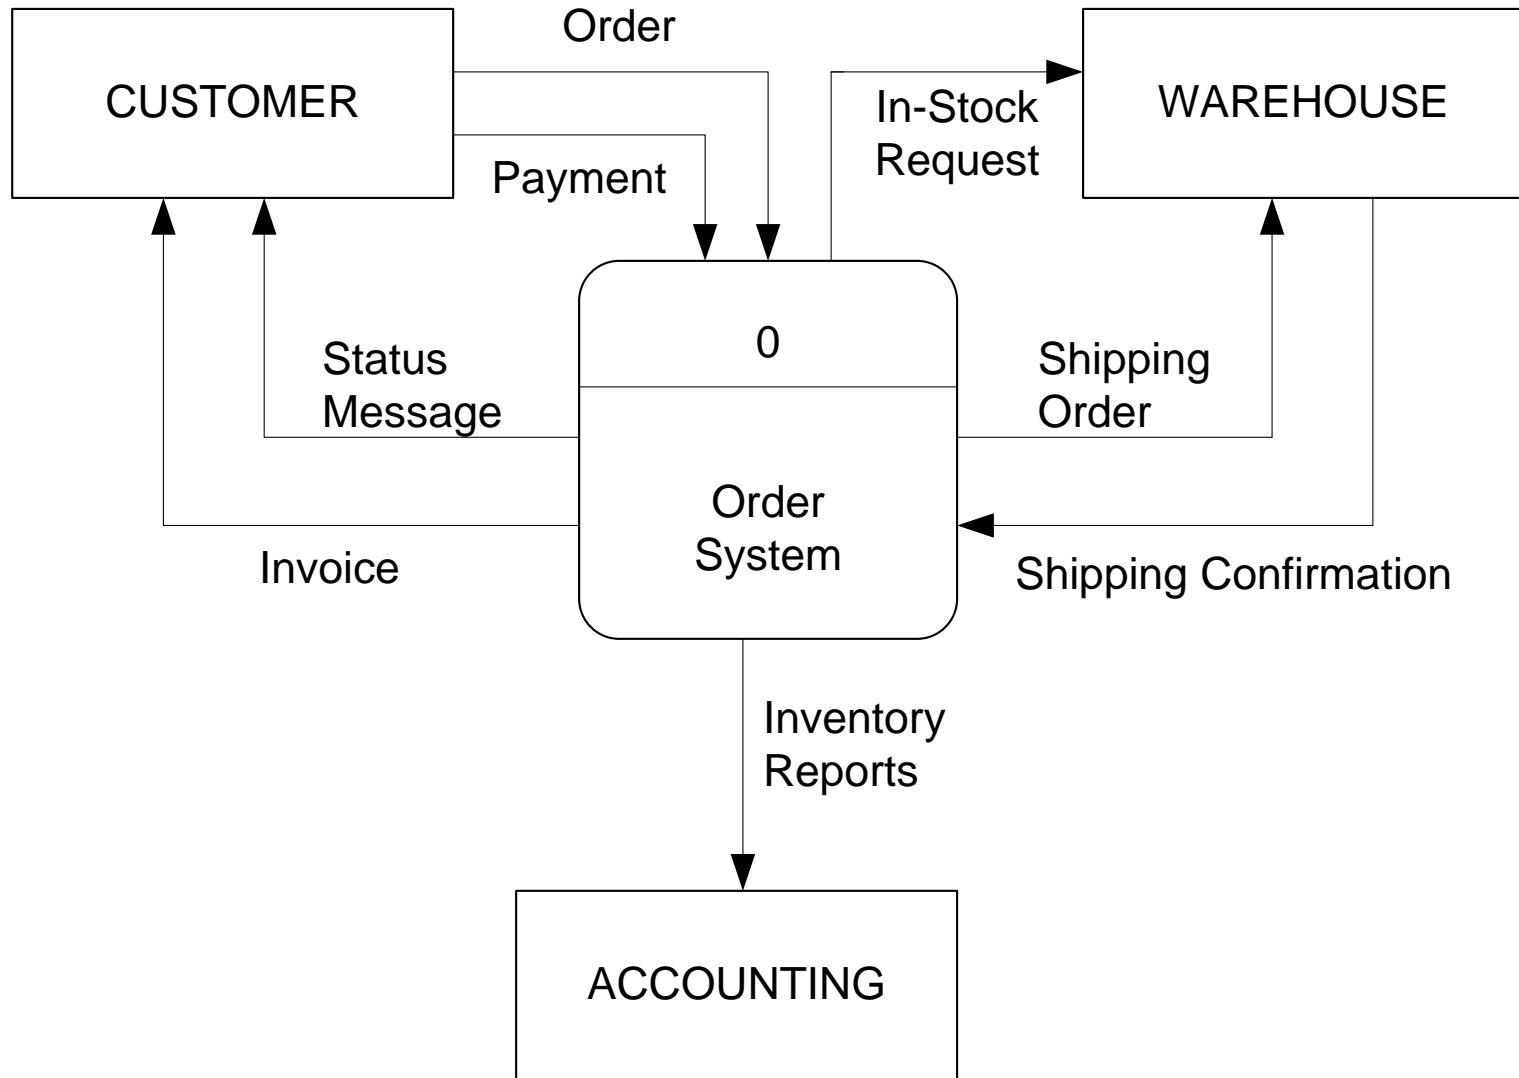 Order
CUSTOMER
WAREHOUSE
In-Stock
Request
Payment
0
Status
Message
Shipping
Order
Order
System
Invoice
Shipping Confirmation
Inventory
Reports
ACCOUNTING